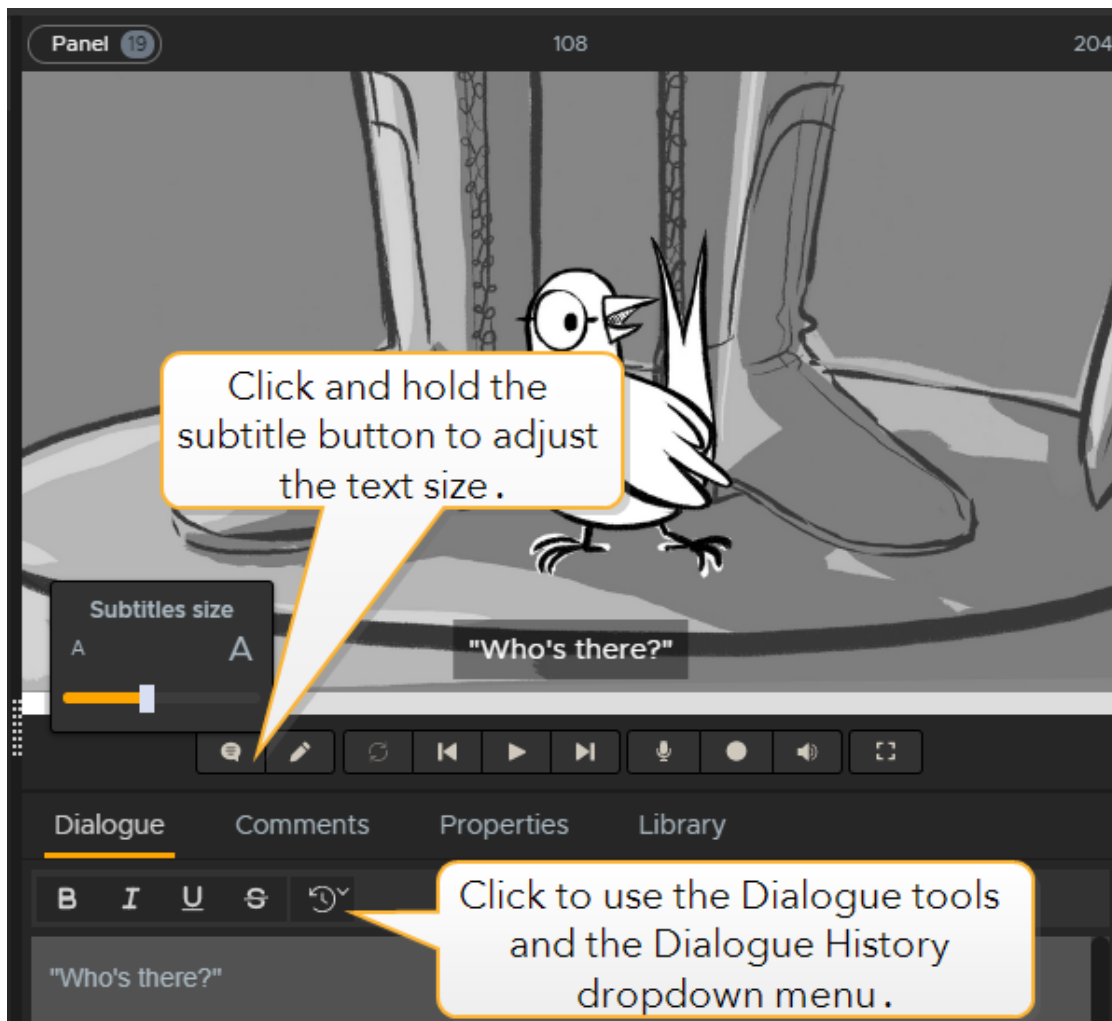 Panel 19
108
204
Click and hold the
subtitle button to adjust
the text size.
Subtitles size
A A
"Who's there?"
Dialogue Comments Properties Library
B I U S
Click to use the Dialogue tools
and the Dialogue History
dropdown menu.
"Who's there?"